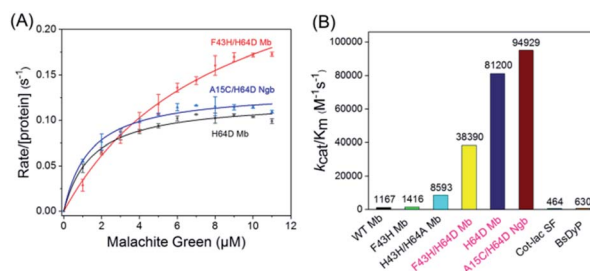 (A)
F43H/H64D Mb
A15C/H64D Ngb
H64D Mb
Rate/[protein] (s⁻¹)
0.20
0.15
0.10
0.05
0.00
0 2 4 6 8 10 12
Malachite Green (μM)
(B)
kcat/Km (M⁻¹s⁻¹)
100000
80000
60000
40000
20000
0
1167
1416
8593
38390
81200
94929
464
630
WT Mb
F43H Mb
H43H/H64A Mb
F43H/H64D Mb
H64D Mb
A15C/H64D Ngb
Cot-lac SF
BsDyP